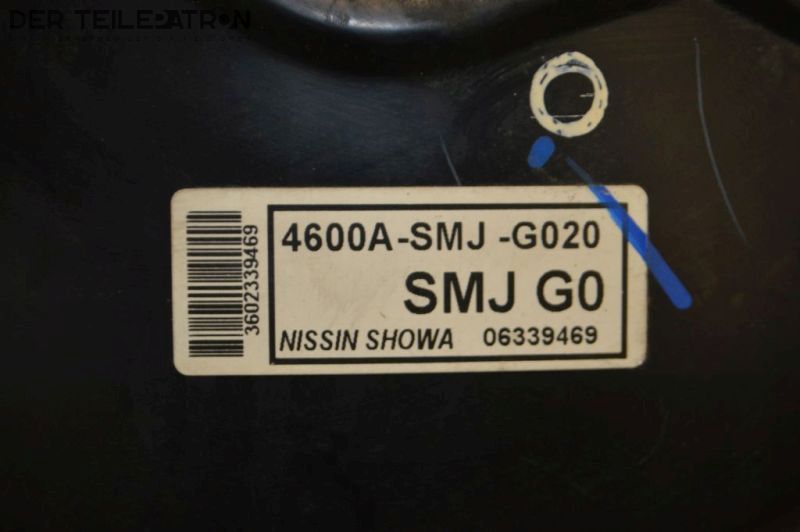 DER TEILEPATRON
3602339469
4600A-SMJ -G020
SMJ G0
NISSIN SHOWA 06339469